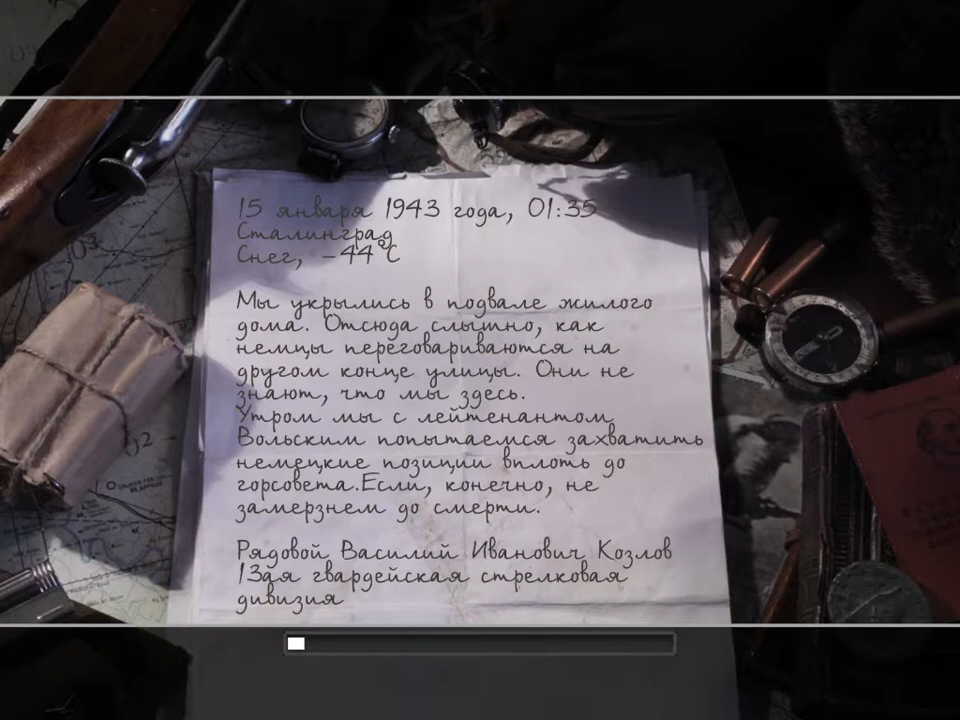 15 января 1943 года, 01:35
Сталинград
Снег, -44°C
Мы укрылись в подвале жилого
дома. Отсюда слышно, как
немцы переговариваются на
другом конце улицы. Они не
знают, что мы здесь.
Утром мы с лейтенантом
Вольским попытаемся захватить
немецкие позиции вплоть до
горсовета.Если, конечно, не
замерзнем до смерти.
Рядовой Василий Иванович Козлов
13ая гвардейская стрелковая
дивизия